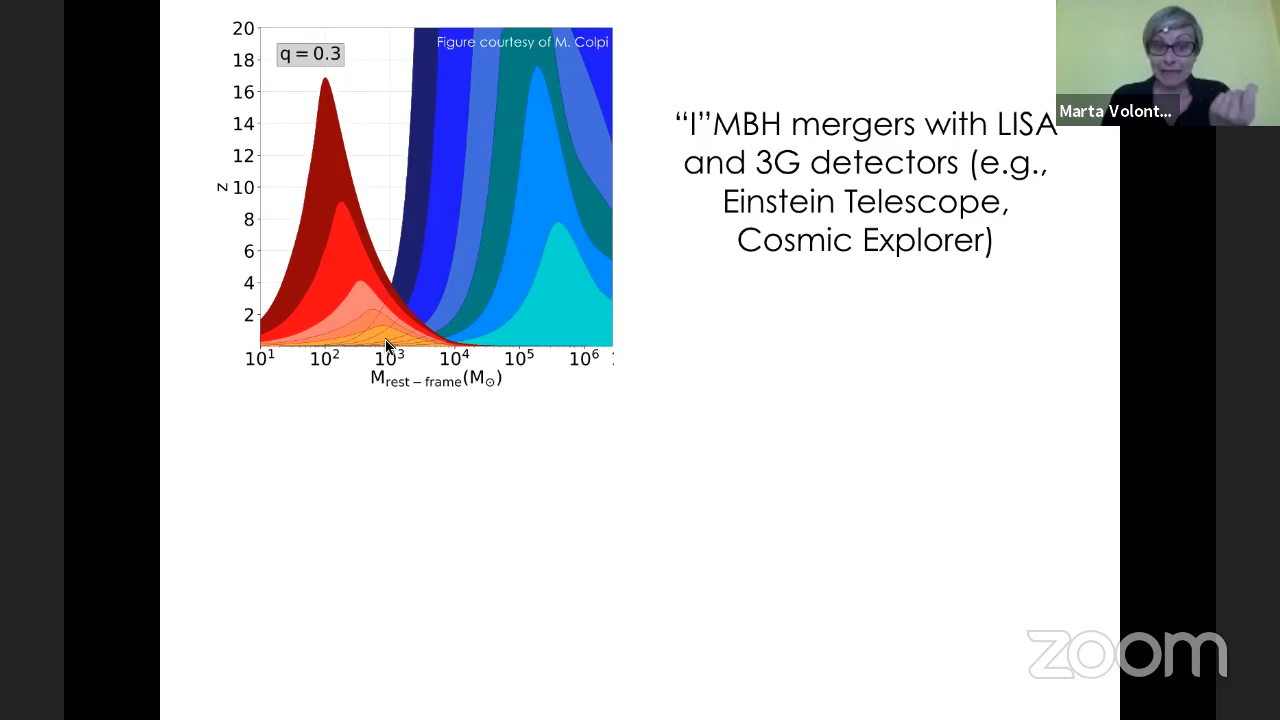 20
Figure courtesy of M. Colpi
q = 0.3
18
16
14
12
z 10
8
6
4
2
10¹ 10² 10³ 10⁴ 10⁵ 10⁶
M_rest−frame(M_⊙)
“I”MBH mergers with LISA
and 3G detectors (e.g.,
Einstein Telescope,
Cosmic Explorer)
Marta Volont...
zoom